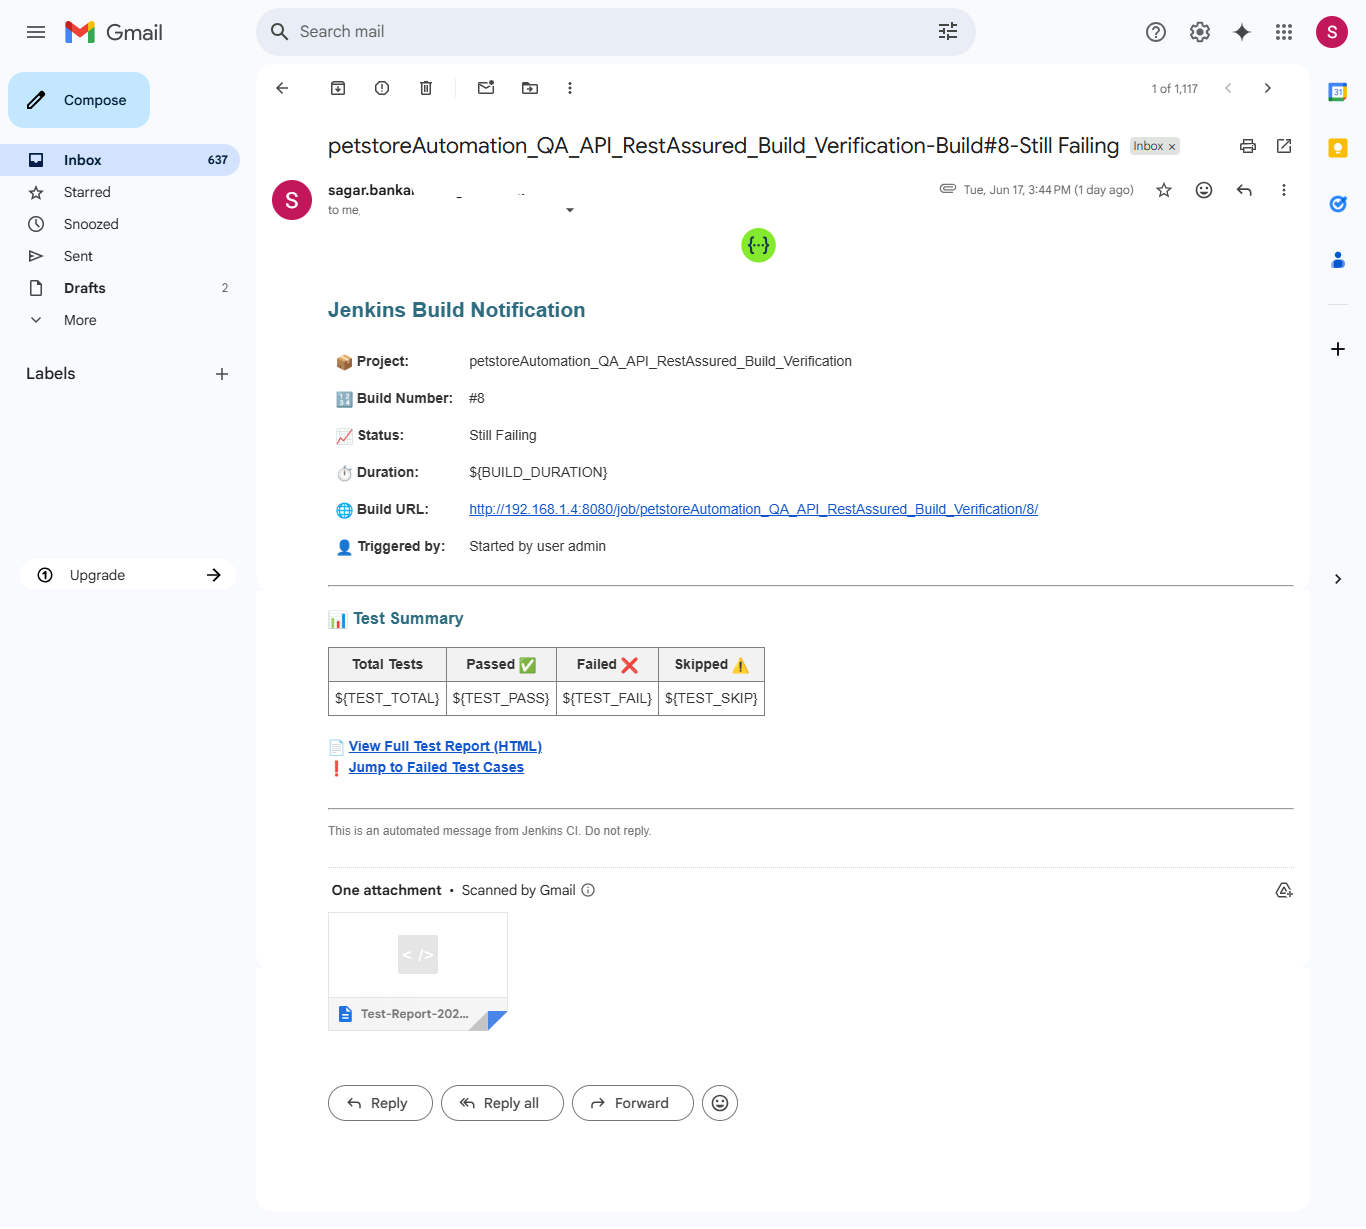 Gmail
Search mail
S
Compose
Inbox 637
Starred
Snoozed
Sent
Drafts 2
More
Labels
Upgrade
1 of 1,117
petstoreAutomation_QA_API_RestAssured_Build_Verification-Build#8-Still Failing Inbox ×
S
Tue, Jun 17, 3:44 PM (1 day ago)
to me,
{···}
Jenkins Build Notification
Project: petstoreAutomation_QA_API_RestAssured_Build_Verification
Build Number: #8
Status: Still Failing
Duration: ${BUILD_DURATION}
Build URL: http://192.168.1.4:8080/job/petstoreAutomation_QA_API_RestAssured_Build_Verification/8/
Triggered by: Started by user admin
Test Summary
Total Tests Passed ✅ Failed ❌ Skipped ⚠️
${TEST_TOTAL} ${TEST_PASS} ${TEST_FAIL} ${TEST_SKIP}
View Full Test Report (HTML)
Jump to Failed Test Cases
This is an automated message from Jenkins CI. Do not reply.
One attachment • Scanned by Gmail
< />
Test-Report-202...
Reply Reply all Forward
31